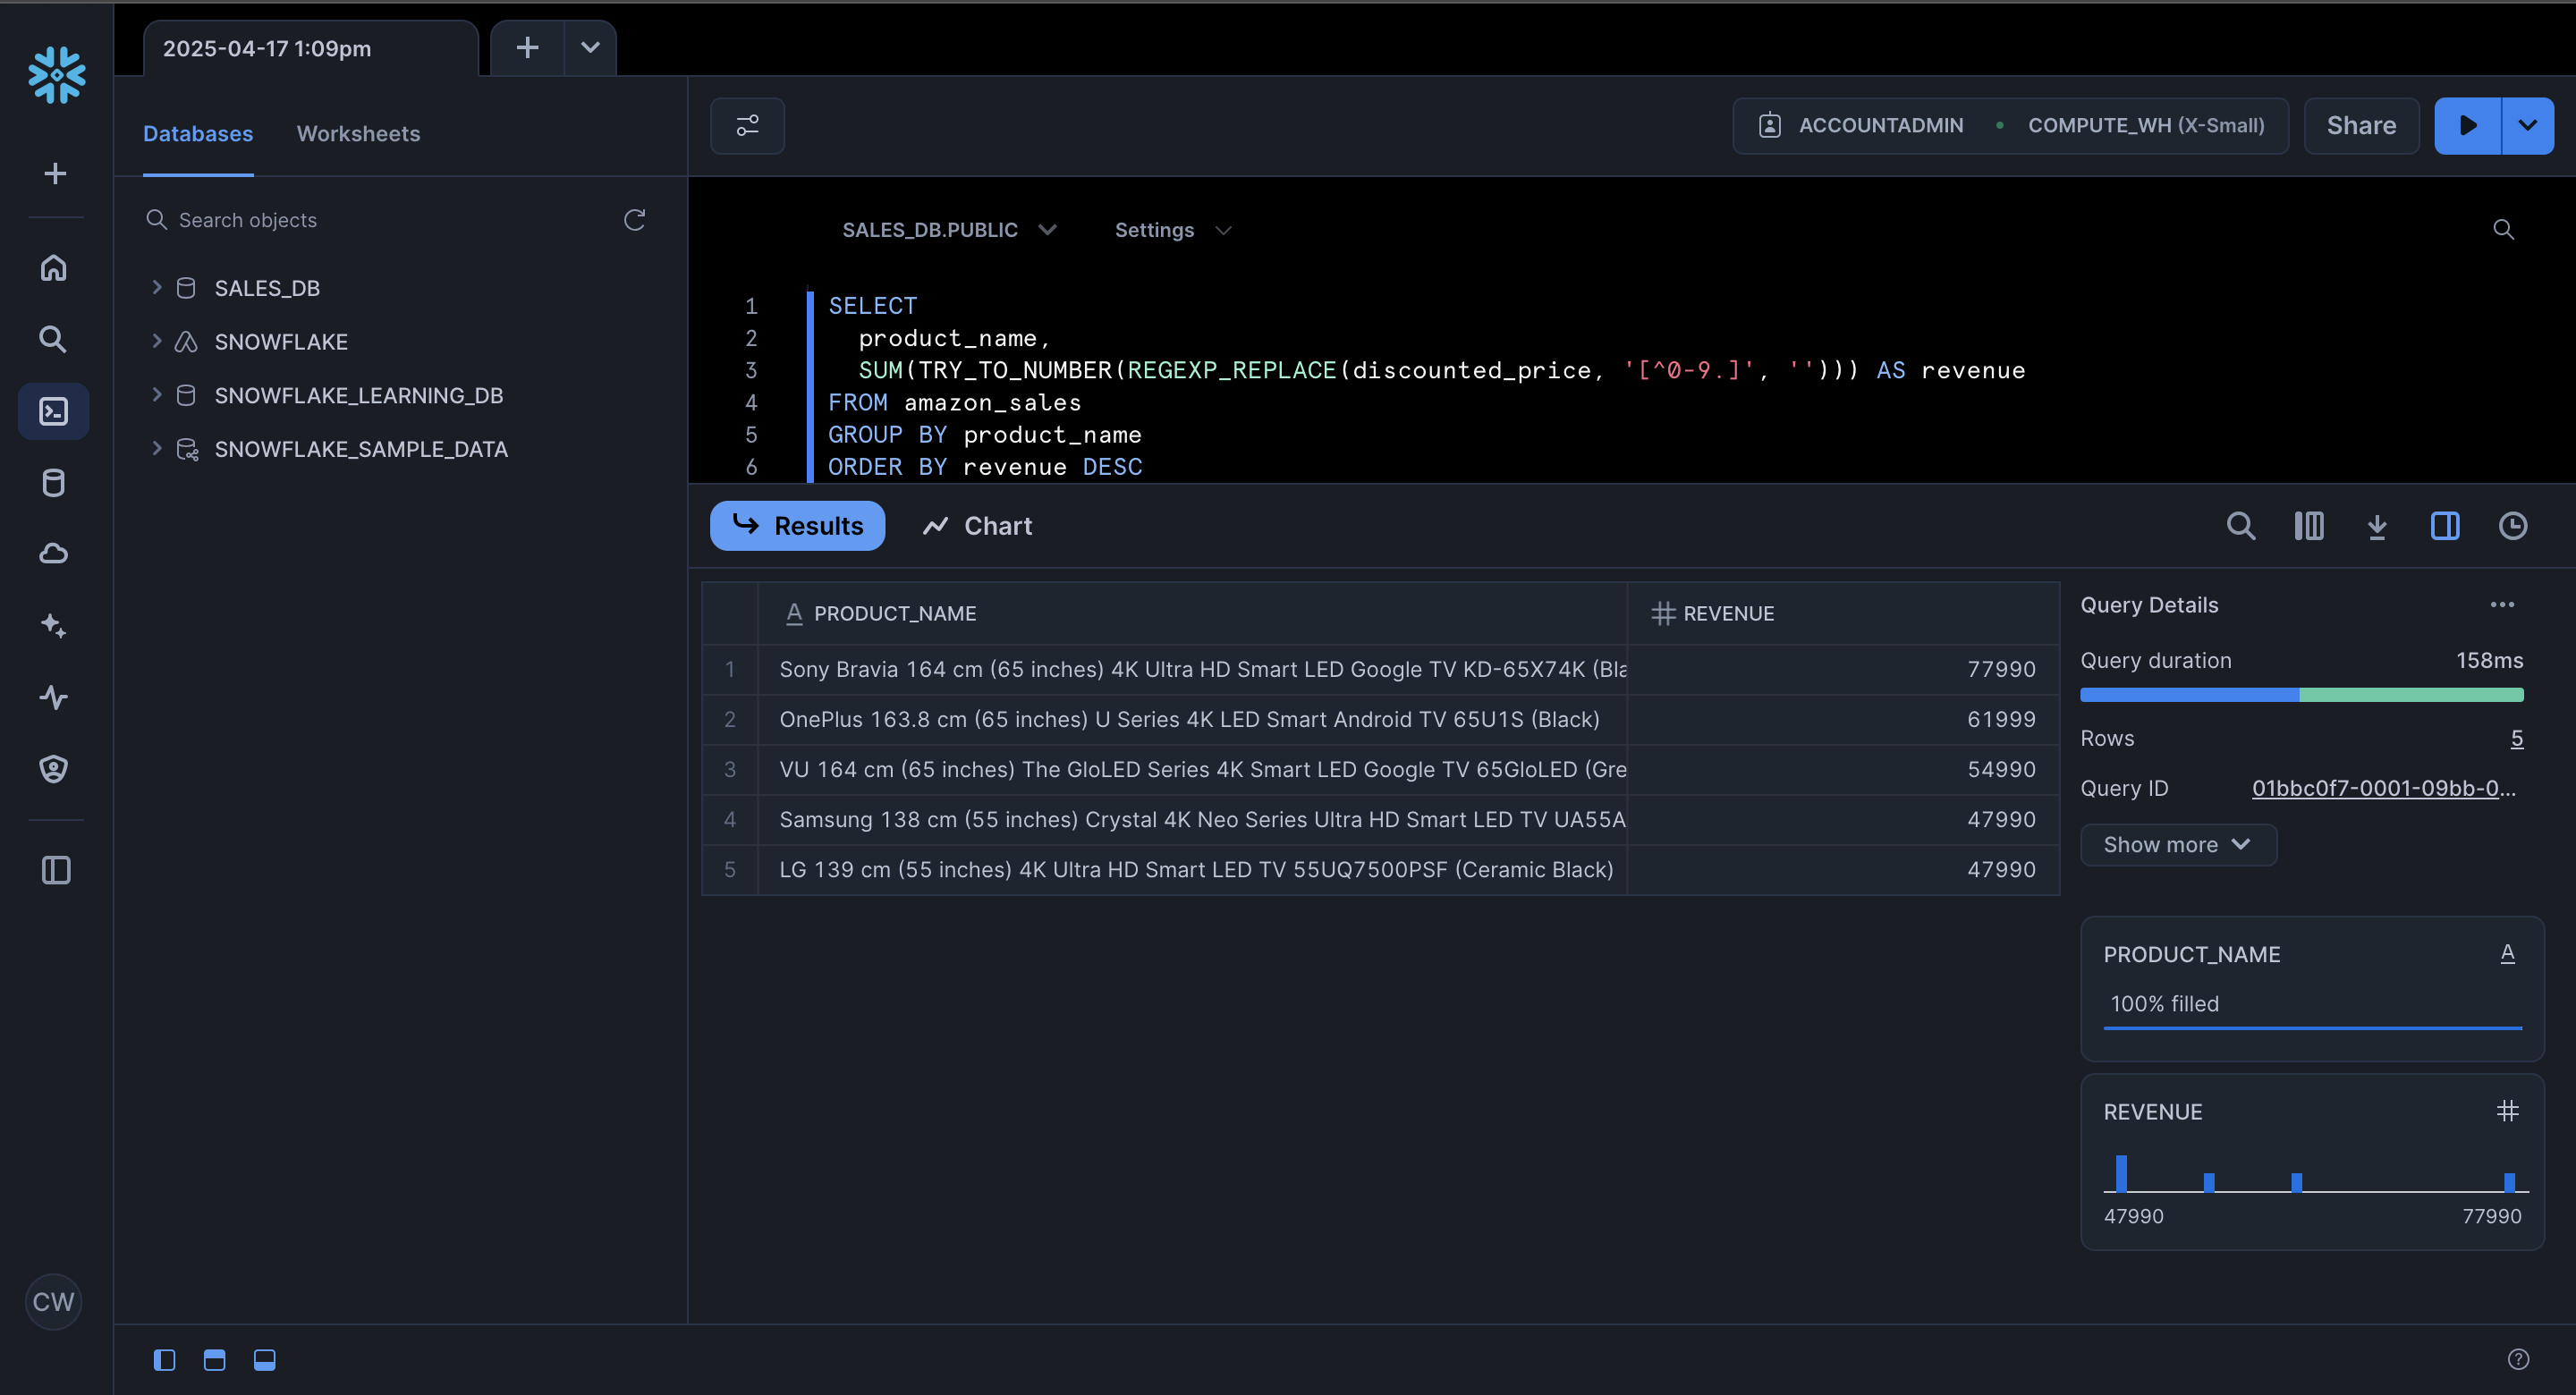 2025-04-17 1:09pm
Databases
Worksheets
ACCOUNTADMIN
COMPUTE_WH (X-Small)
Share
Search objects
SALES_DB
SNOWFLAKE
SNOWFLAKE_LEARNING_DB
SNOWFLAKE_SAMPLE_DATA
SALES_DB.PUBLIC
Settings
1 SELECT
2 product_name,
3 SUM(TRY_TO_NUMBER(REGEXP_REPLACE(discounted_price, '[^0-9.]', ''))) AS revenue
4 FROM amazon_sales
5 GROUP BY product_name
6 ORDER BY revenue DESC
Results
Chart
A PRODUCT_NAME # REVENUE
1 Sony Bravia 164 cm (65 inches) 4K Ultra HD Smart LED Google TV KD-65X74K (Bla 77990
2 OnePlus 163.8 cm (65 inches) U Series 4K LED Smart Android TV 65U1S (Black) 61999
3 VU 164 cm (65 inches) The GloLED Series 4K Smart LED Google TV 65GloLED (Gre 54990
4 Samsung 138 cm (55 inches) Crystal 4K Neo Series Ultra HD Smart LED TV UA55A 47990
5 LG 139 cm (55 inches) 4K Ultra HD Smart LED TV 55UQ7500PSF (Ceramic Black) 47990
Query Details
Query duration 158ms
Rows 5
Query ID 01bbc0f7-0001-09bb-0...
Show more
PRODUCT_NAME A
100% filled
REVENUE #
47990 77990
CW